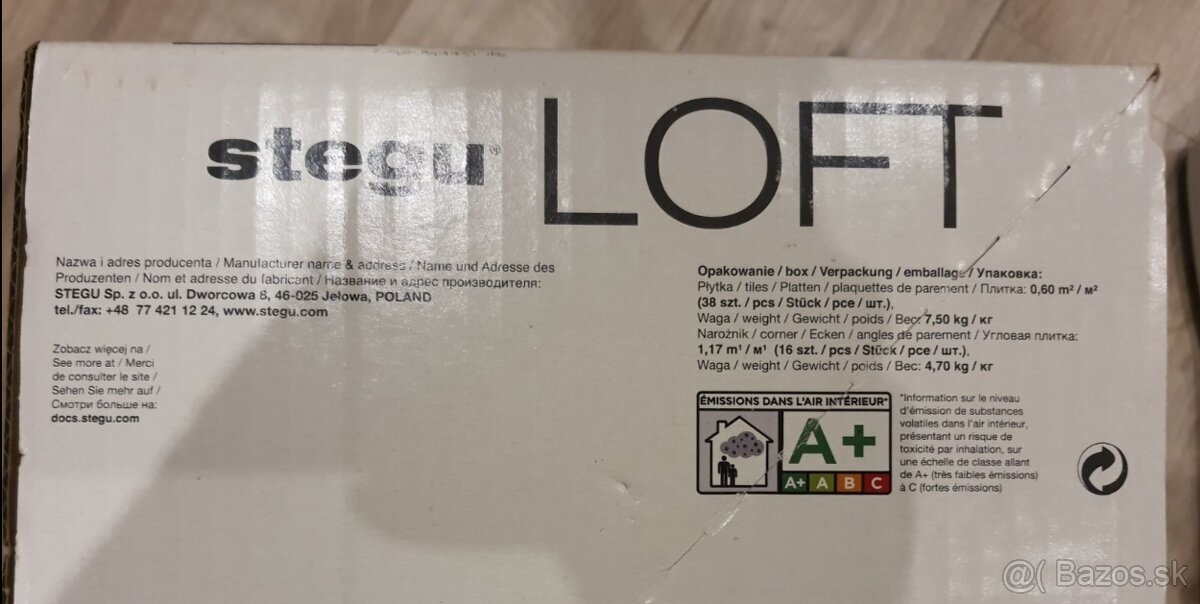 stegu® LOFT
Nazwa i adres producenta / Manufacturer name & address / Name und Adresse des
Produzenten / Nom et adresse du fabricant / Название и адрес производителя:
STEGU Sp. z o.o. ul. Dworcowa 8, 46-025 Jełowa, POLAND
tel./fax: +48 77 421 12 24, www.stegu.com
Zobacz więcej na /
See more at / Merci
de consulter le site /
Sehen Sie mehr auf /
Смотри больше на:
docs.stegu.com
Opakowanie / box / Verpackung / emballage / Упаковка:
Płytka / tiles / Platten / plaquettes de parement / Плитка: 0,60 m² / м²
(38 szt. / pcs / Stück / pce / шт.),
Waga / weight / Gewicht / poids / Вес: 7,50 kg / кг
Narożnik / corner / Ecken / angles de parement / Угловая плитка:
1,17 m¹ / м¹ (16 szt. / pcs / Stück / pce / шт.),
Waga / weight / Gewicht / poids / Вес: 4,70 kg / кг
ÉMISSIONS DANS L'AIR INTÉRIEUR*
A+
A+ A B C
*Information sur le niveau
d'émission de substances
volatiles dans l'air intérieur,
présentant un risque de
toxicité par inhalation, sur
une échelle de classe allant
de A+ (très faibles émissions)
à C (fortes émissions)
@( Bazos.sk